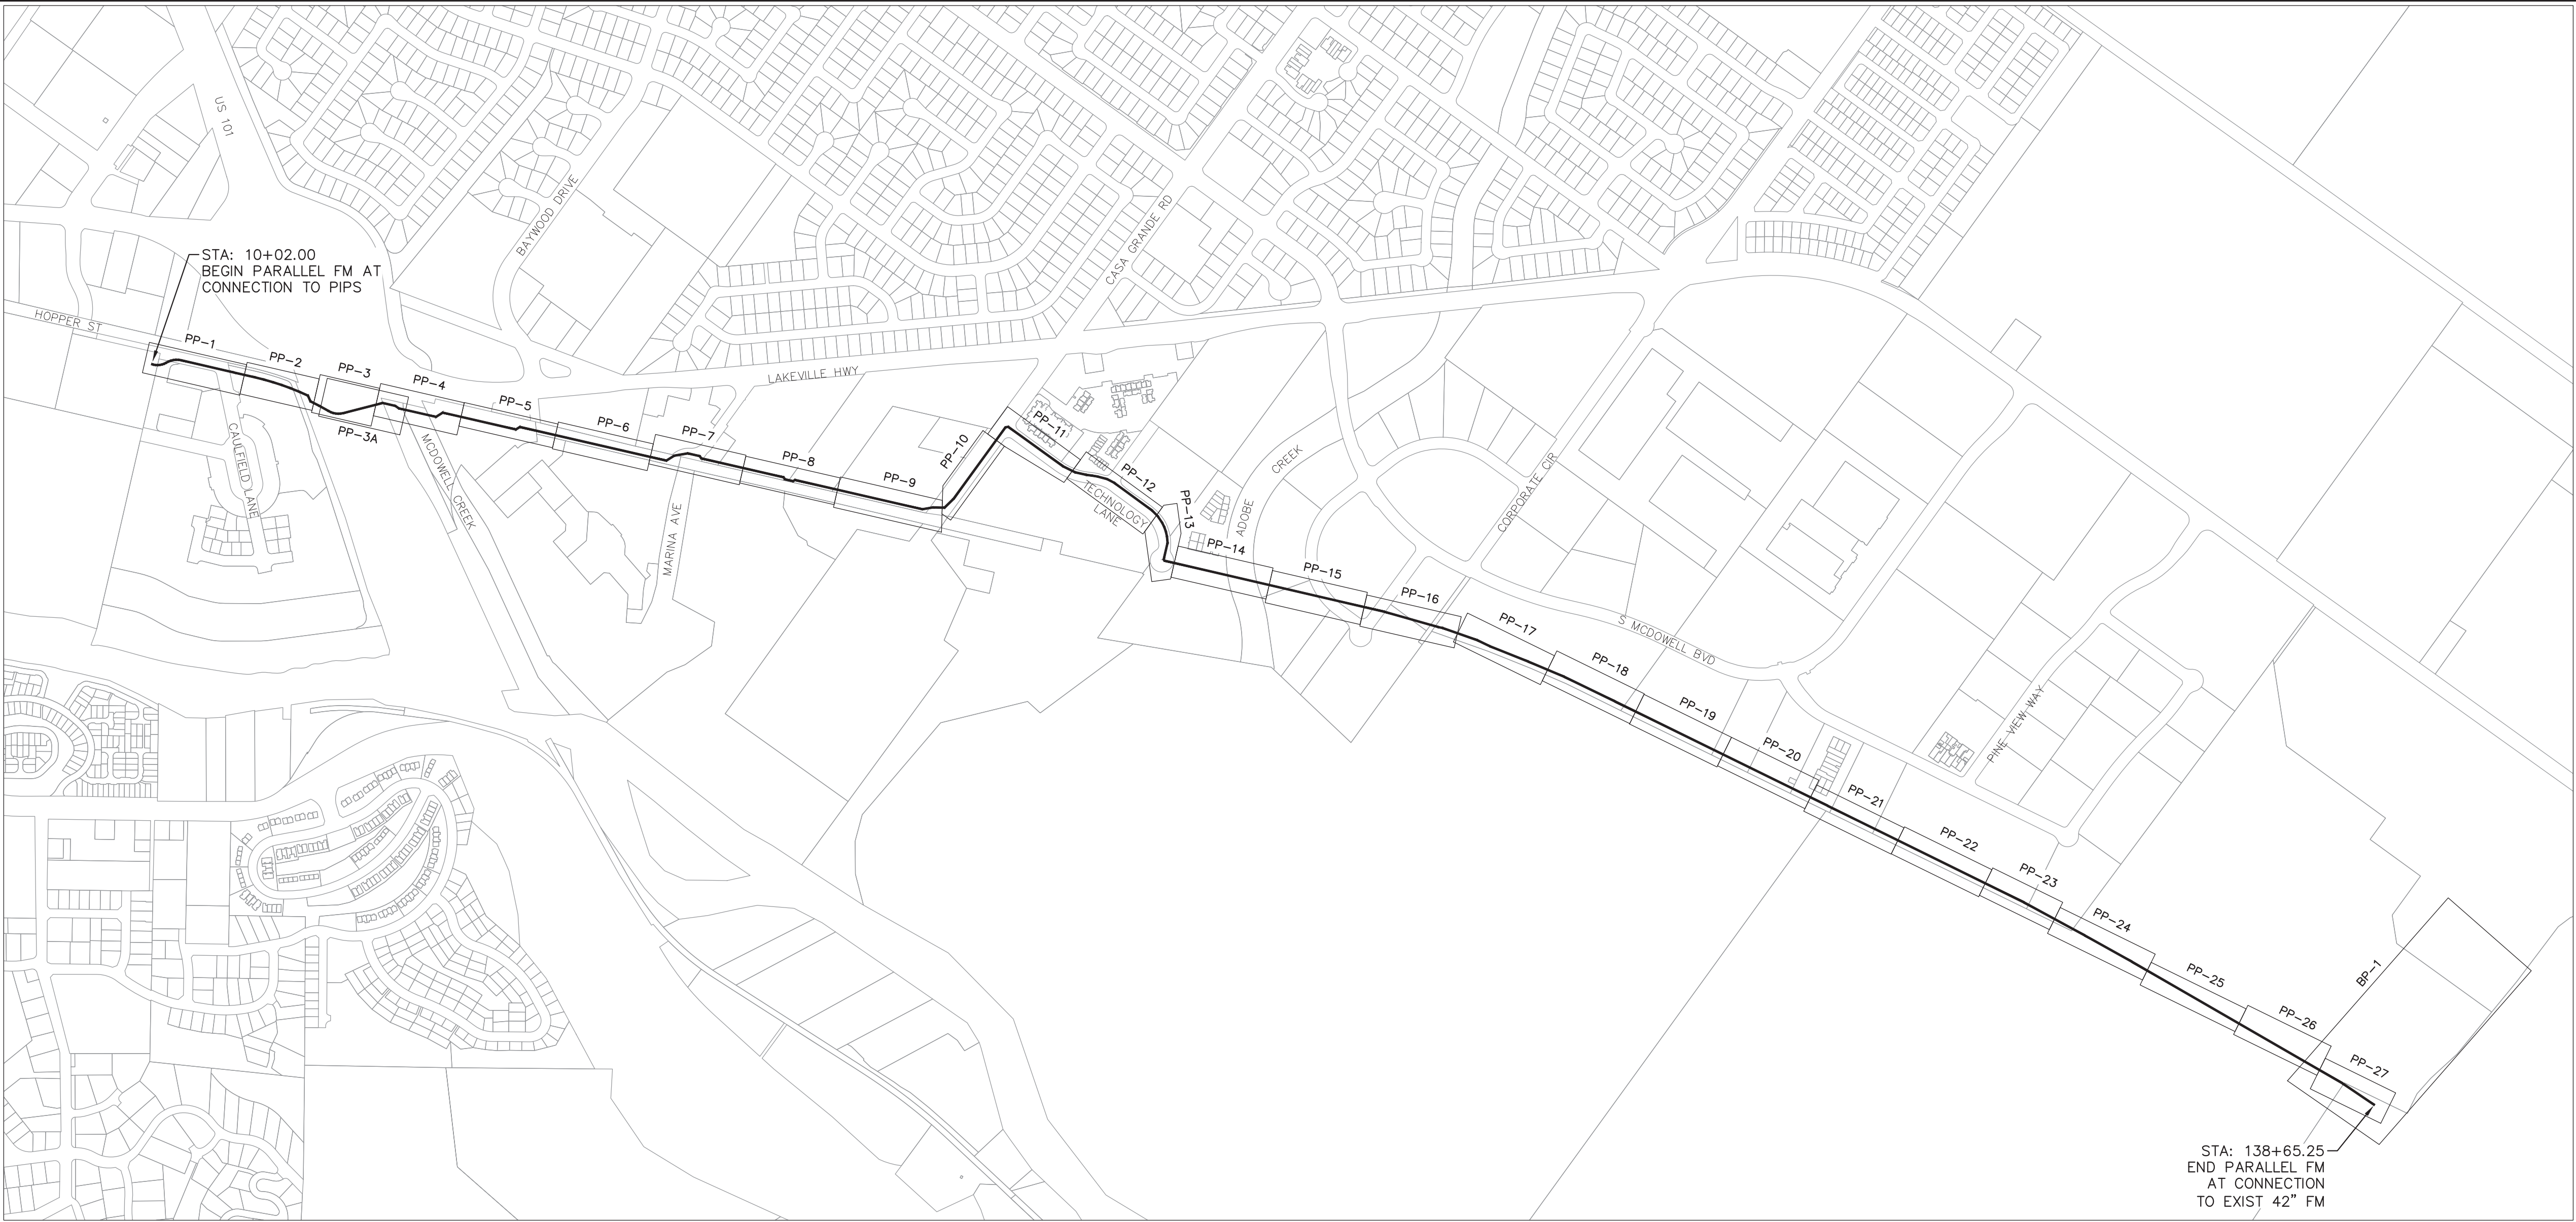 US 101
BAYWOOD DRIVE
CASA GRANDE RD
STA: 10+02.00
BEGIN PARALLEL FM AT
CONNECTION TO PIPS
HOPPER ST
LAKEVILLE HWY
PP-1
PP-2
PP-3
PP-3A
PP-4
PP-5
PP-6
PP-7
PP-8
PP-9
PP-10
PP-11
PP-12
PP-13
PP-14
PP-15
PP-16
PP-17
PP-18
PP-19
PP-20
PP-21
PP-22
PP-23
PP-24
PP-25
PP-26
PP-27
BP-1
CAULFIELD LANE
MCDOWELL CREEK
MARINA AVE
TECHNOLOGY
LANE
ADOBE
CREEK
CORPORATE CIR
S MCDOWELL BVD
PINE VIEW WAY
STA: 138+65.25
END PARALLEL FM
AT CONNECTION
TO EXIST 42" FM